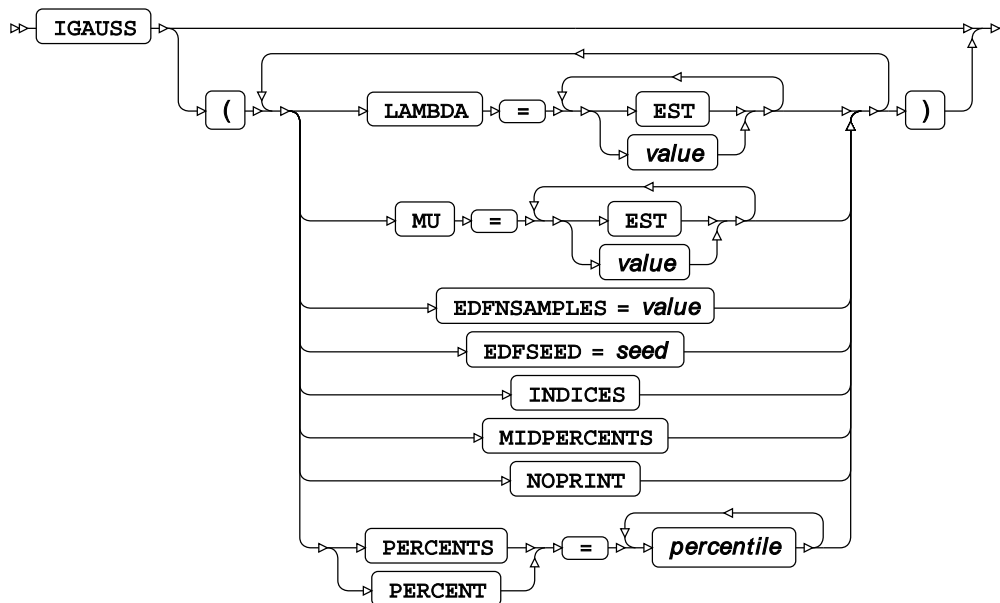 IGAUSS
( LAMBDA = EST )
value
MU = EST
value
EDFNSAMPLES = value
EDFSEED = seed
INDICES
MIDPERCENTS
NOPRINT
PERCENTS = percentile
PERCENT